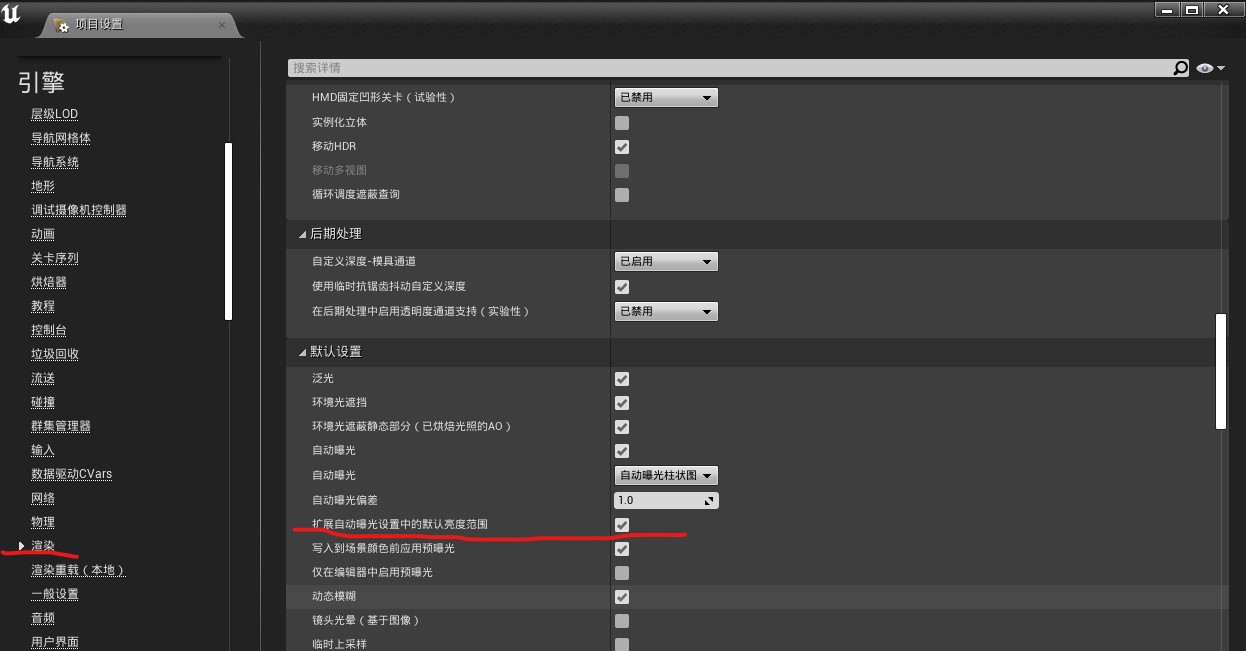 项目设置
引擎
层级LOD
导航网格体
导航系统
地形
调试摄像机控制器
动画
关卡序列
烘焙器
教程
控制台
垃圾回收
流送
碰撞
群集管理器
输入
数据驱动CVars
网络
物理
渲染
渲染重载（本地）
一般设置
音频
用户界面
搜索详情
HMD固定凹形关卡（试验性） 已禁用
实例化立体
移动HDR
移动多视图
循环调度遮蔽查询
后期处理
自定义深度-模具通道 已启用
使用临时抗锯齿抖动自定义深度
在后期处理中启用透明度通道支持（实验性） 已禁用
默认设置
泛光
环境光遮挡
环境光遮蔽静态部分（已烘焙光照的AO）
自动曝光
自动曝光 自动曝光柱状图
自动曝光偏差 1.0
扩展自动曝光设置中的默认亮度范围
写入到场景颜色前应用预曝光
仅在编辑器中启用预曝光
动态模糊
镜头光晕（基于图像）
临时上采样